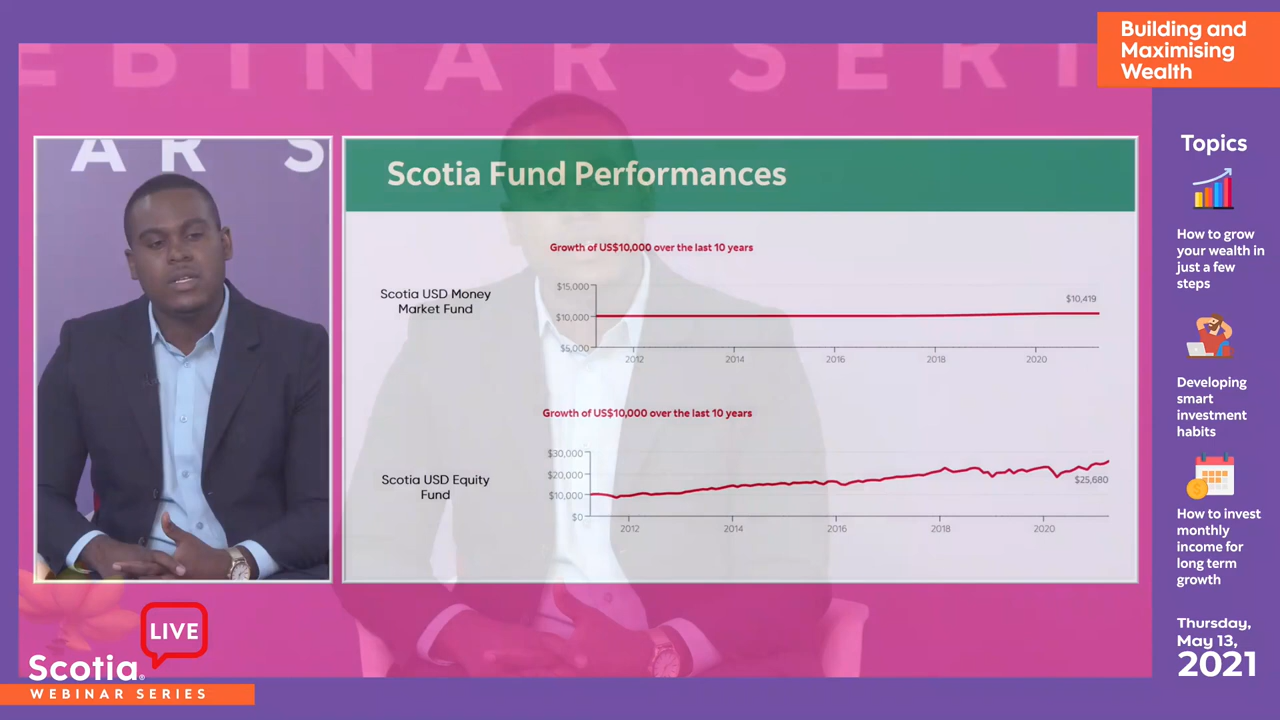 EBINAR SERI
Building and
Maximising
Wealth
AR S
Scotia Fund Performances
Growth of US$10,000 over the last 10 years
Scotia USD Money
Market Fund
$15,000
$10,000
$5,000
$10,419
2012 2014 2016 2018 2020
Growth of US$10,000 over the last 10 years
Scotia USD Equity
Fund
$30,000
$20,000
$10,000
$0
$25,680
2012 2014 2016 2018 2020
Topics
How to grow
your wealth in
just a few
steps
Developing
smart
investment
habits
How to invest
monthly
income for
long term
growth
Thursday,
May 13,
2021
LIVE
Scotia®
WEBINAR SERIES